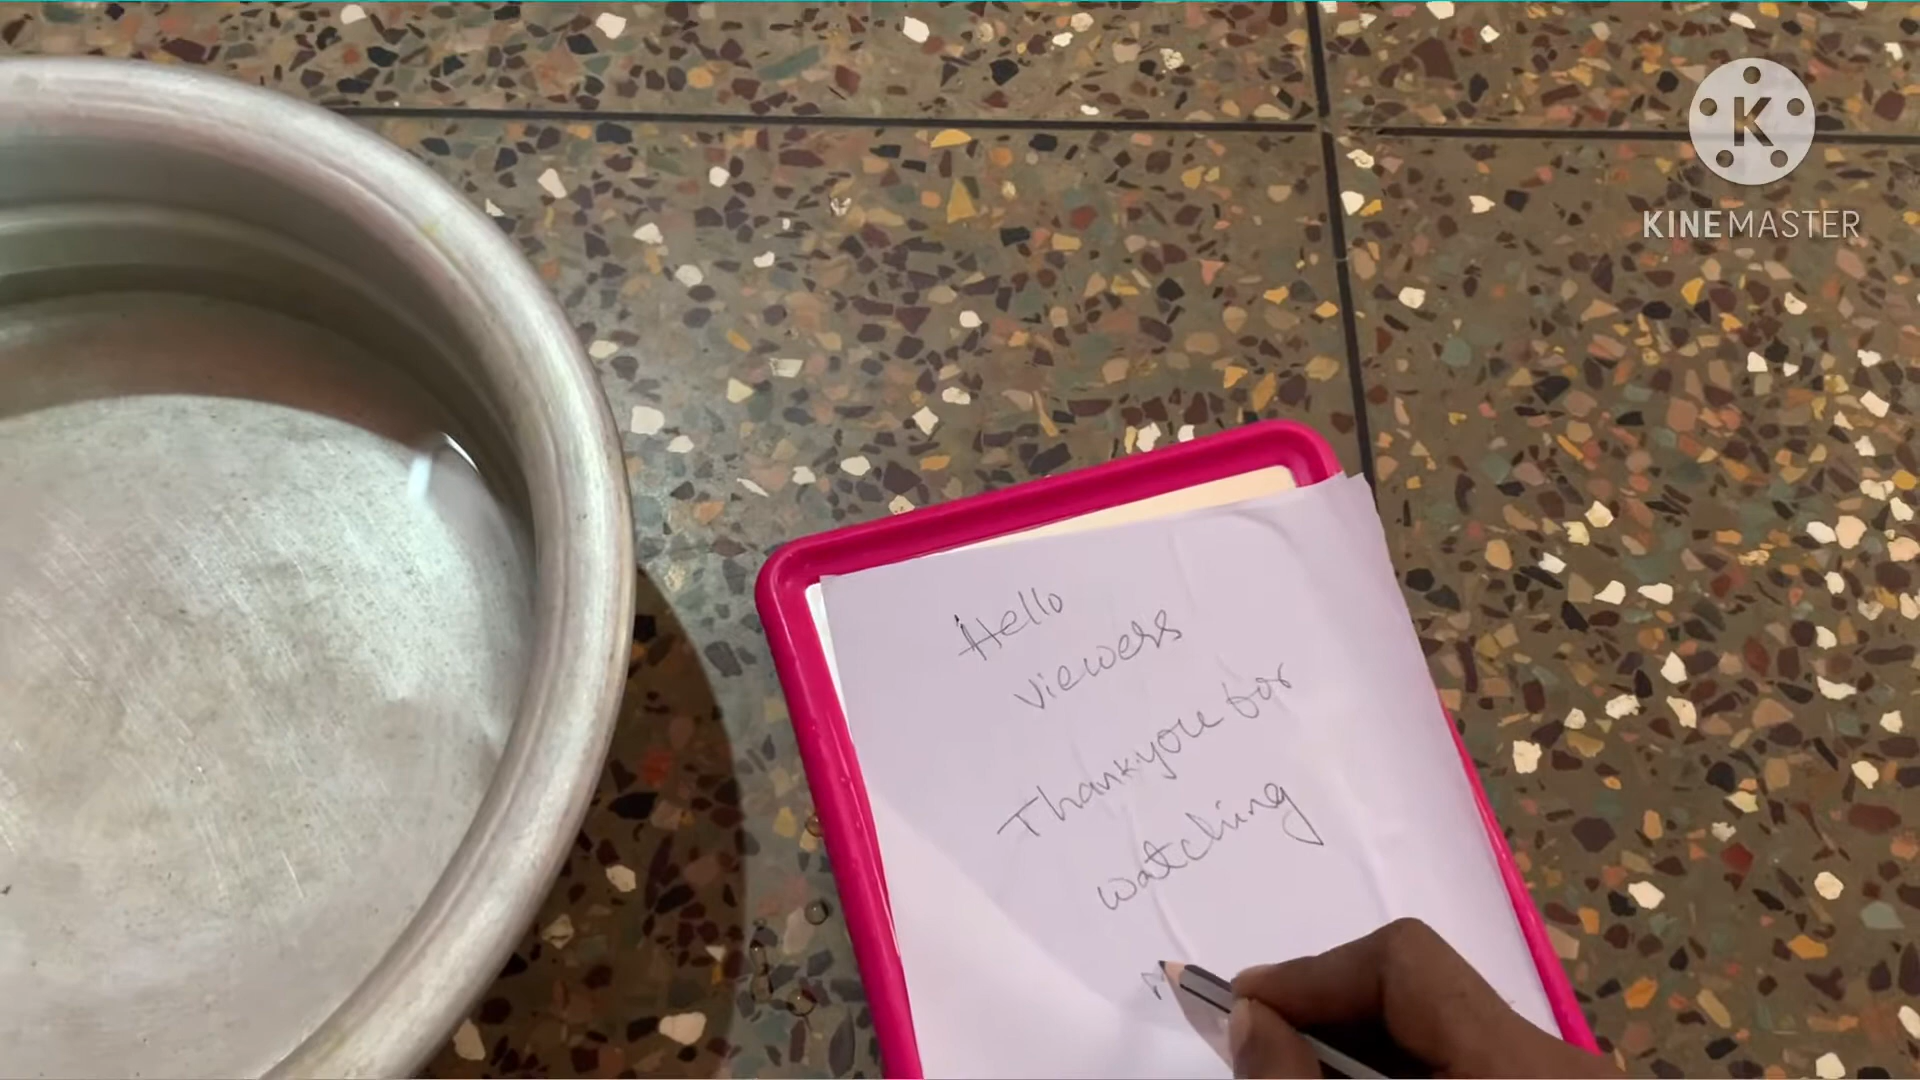 K
KINEMASTER
Hello
viewers
Thankyou for
watching